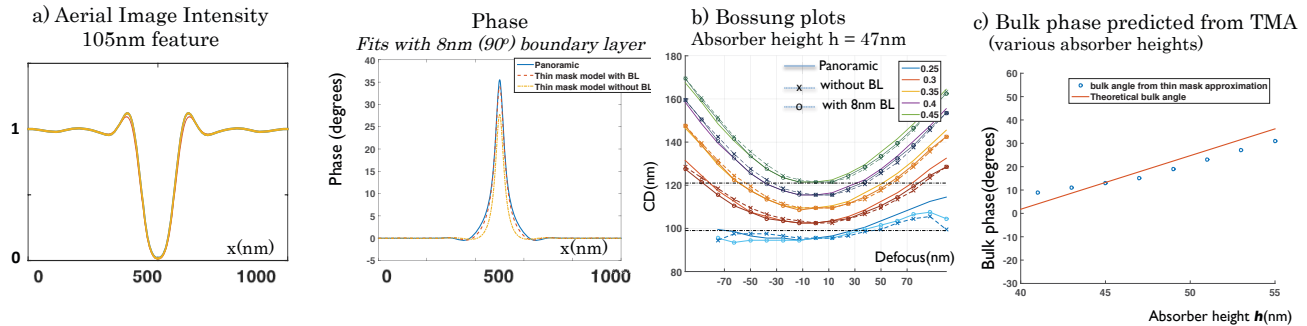 a) Aerial Image Intensity
105nm feature
1
0
x(nm)
0
500
1000
Phase
Fits with 8nm (90°) boundary layer
Panoramic
Thin mask model with BL
Thin mask model without BL
Phase (degrees)
40
35
30
25
20
15
10
5
0
-5
x(nm)
0
500
1000
b) Bossung plots
Absorber height h = 47nm
Panoramic
without BL
with 8nm BL
0.25
0.3
0.35
0.4
0.45
CD(nm)
180
160
140
120
100
80
Defocus(nm)
-70
-50
-30
-10
10
30
50
70
c) Bulk phase predicted from TMA
(various absorber heights)
bulk angle from thin mask approximation
Theoretical bulk angle
Bulk phase(degrees)
60
50
40
30
20
10
0
-10
-20
-30
40
45
50
55
Absorber height h(nm)